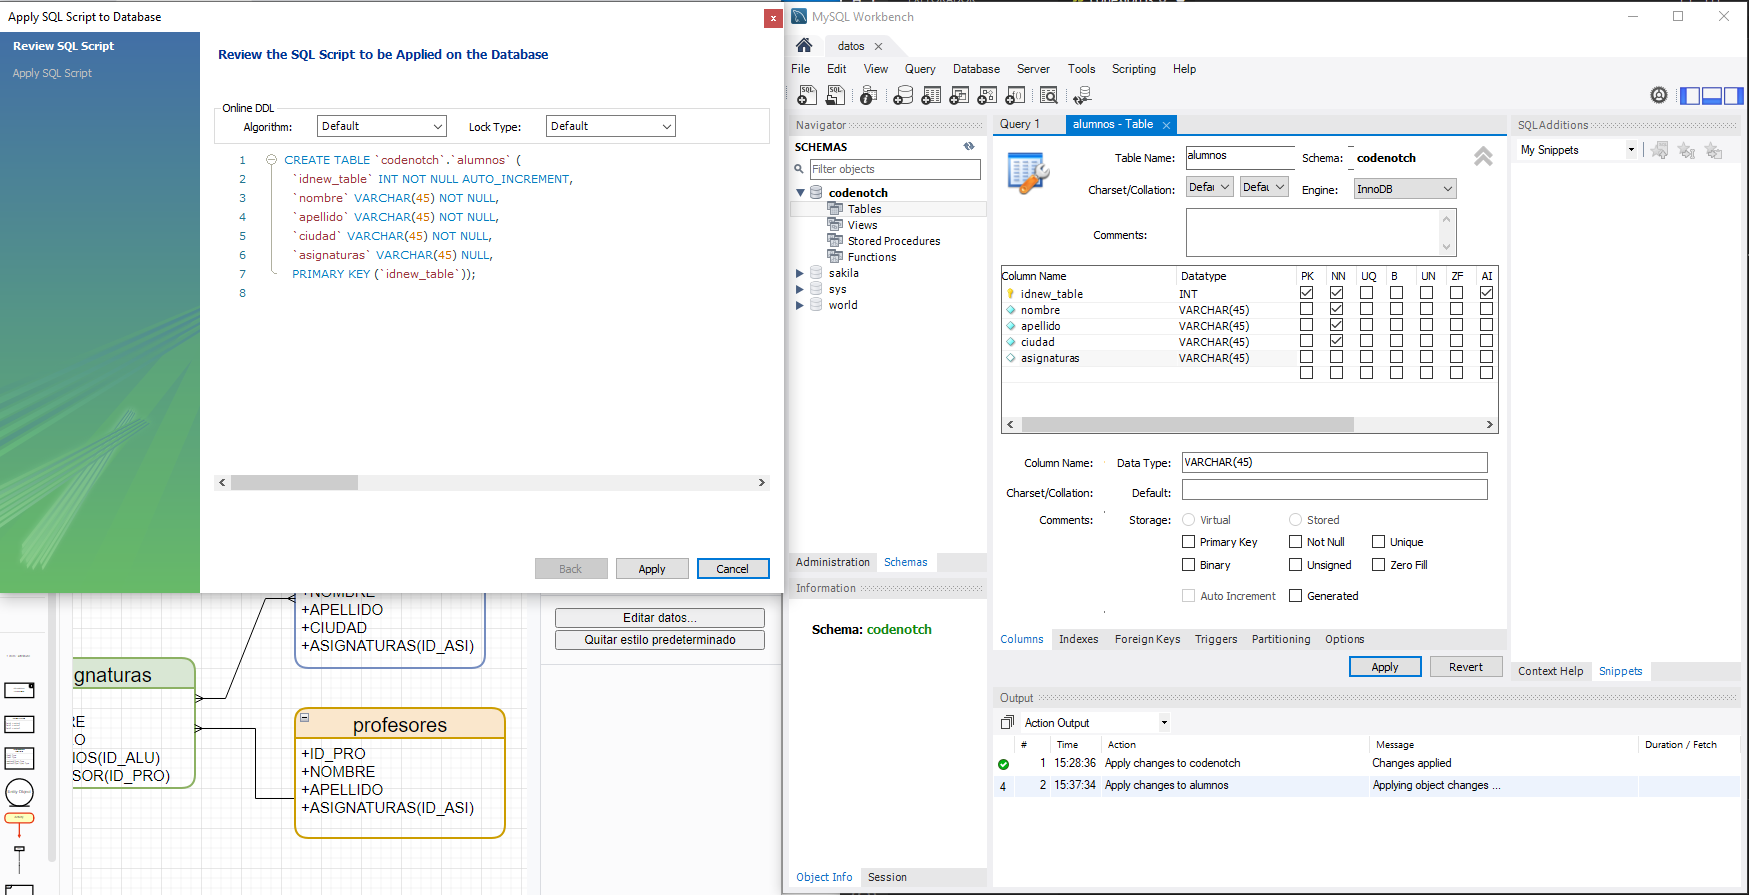 Apply SQL Script to Database
x
Review SQL Script
Apply SQL Script
Review the SQL Script to be Applied on the Database
Online DDL
Algorithm: Default Lock Type: Default
1 CREATE TABLE `codenotch`.`alumnos` (
2 `idnew_table` INT NOT NULL AUTO_INCREMENT,
3 `nombre` VARCHAR(45) NOT NULL,
4 `apellido` VARCHAR(45) NOT NULL,
5 `ciudad` VARCHAR(45) NOT NULL,
6 `asignaturas` VARCHAR(45) NULL,
7 PRIMARY KEY (`idnew_table`));
8
Back Apply Cancel
+NOMBRE
+APELLIDO
+CIUDAD
+ASIGNATURAS(ID_ASI)
Editar datos...
Quitar estilo predeterminado
gnaturas
RE
O
NOS(ID_ALU)
SOR(ID_PRO)
profesores
+ID_PRO
+NOMBRE
+APELLIDO
+ASIGNATURAS(ID_ASI)
MySQL Workbench
datos
File Edit View Query Database Server Tools Scripting Help
Navigator
SCHEMAS
Filter objects
codenotch
Tables
Views
Stored Procedures
Functions
sakila
sys
world
Administration Schemas
Information
Schema: codenotch
Object Info Session
Query 1 alumnos - Table
Table Name: alumnos Schema: codenotch
Charset/Collation: Defau Defau Engine: InnoDB
Comments:
Column Name Datatype PK NN UQ B UN ZF AI
idnew_table INT
nombre VARCHAR(45)
apellido VARCHAR(45)
ciudad VARCHAR(45)
asignaturas VARCHAR(45)
Column Name: Data Type: VARCHAR(45)
Charset/Collation: Default:
Comments: Storage: Virtual Stored
Primary Key Not Null Unique
Binary Unsigned Zero Fill
Auto Increment Generated
Columns Indexes Foreign Keys Triggers Partitioning Options
Apply Revert
SQLAdditions
My Snippets
Context Help Snippets
Output
Action Output
# Time Action Message Duration / Fetch
1 15:28:36 Apply changes to codenotch Changes applied
4 2 15:37:34 Apply changes to alumnos Applying object changes ...